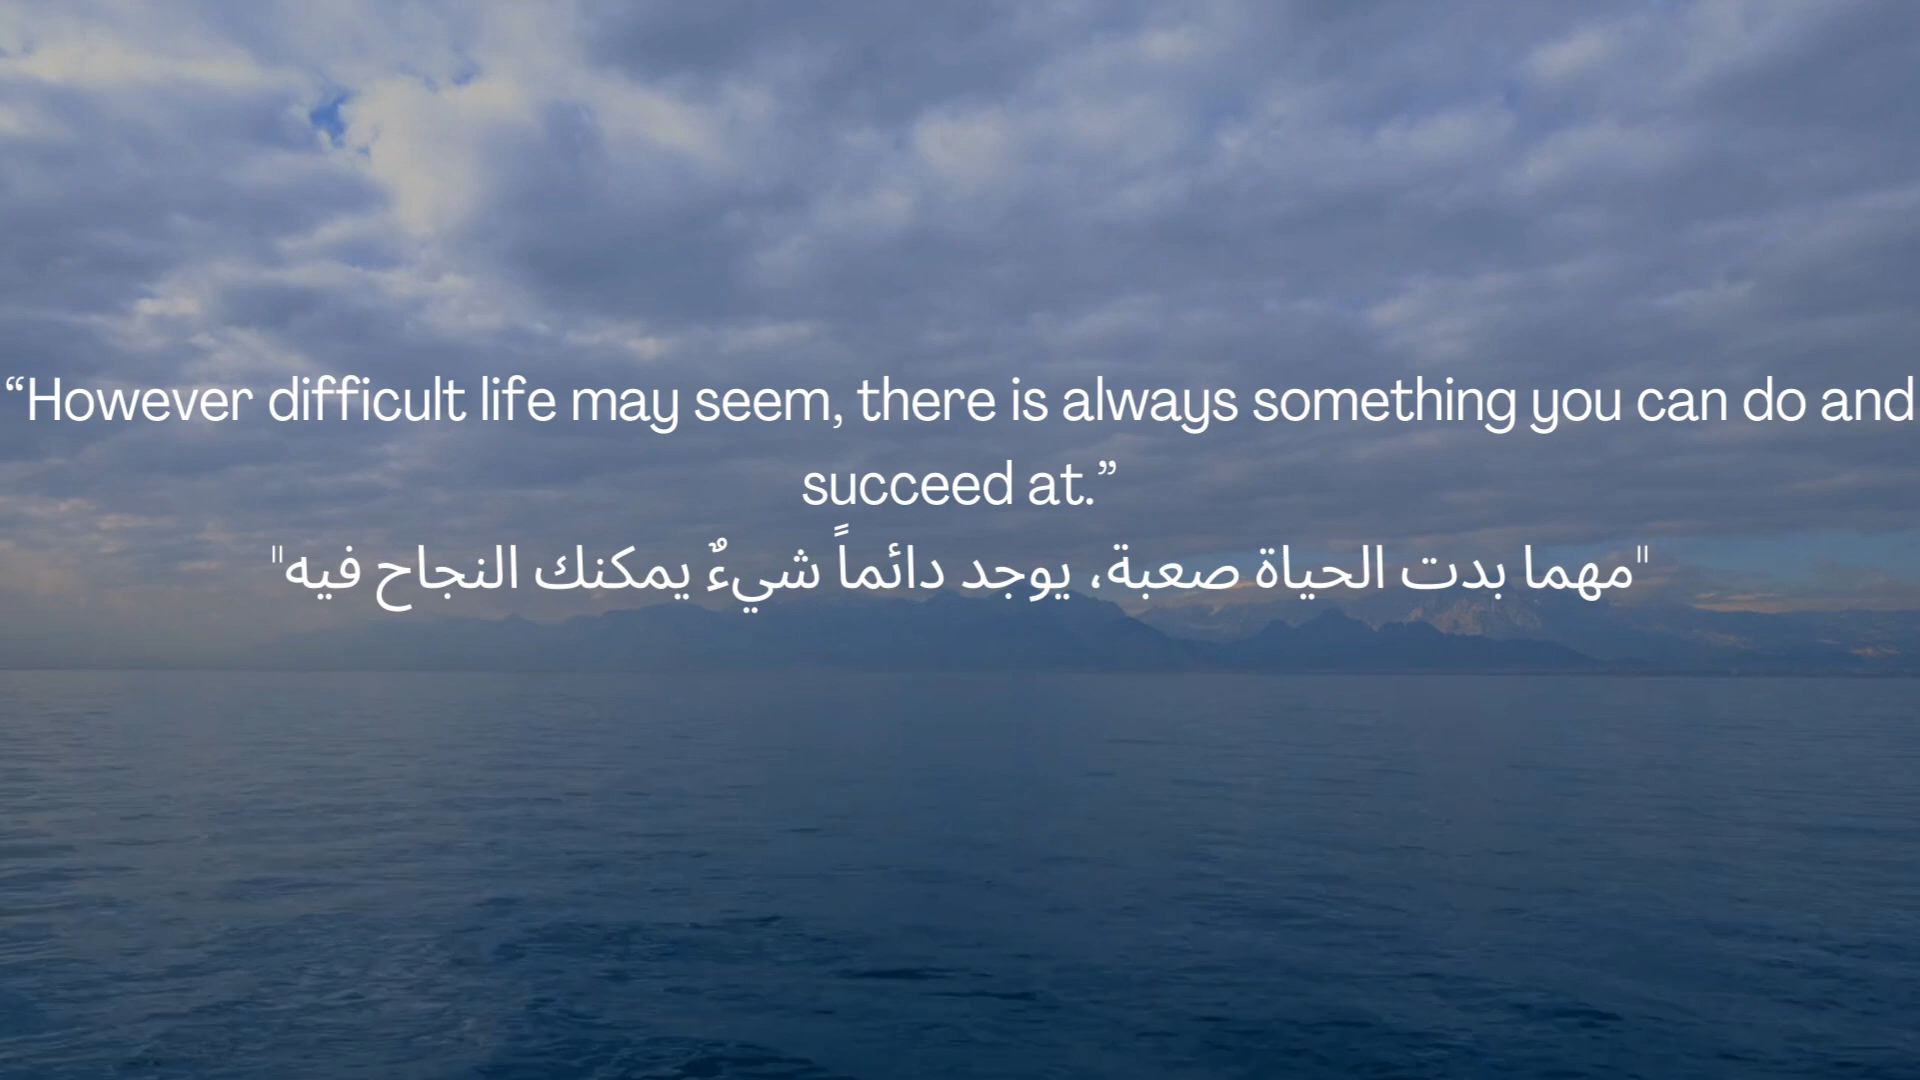 “However difficult life may seem, there is always something you can do and
succeed at.”
"مهما بدت الحياة صعبة، يوجد دائماً شيءٌ يمكنك النجاح فيه"